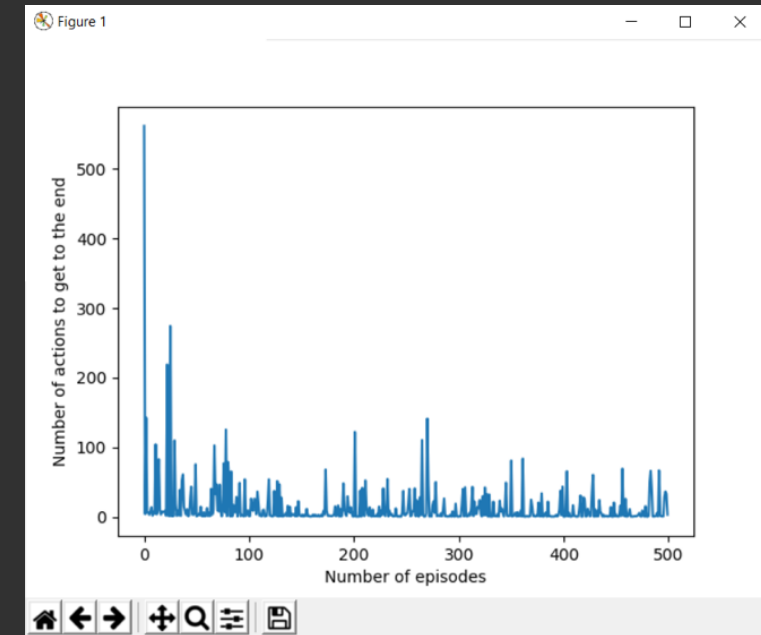 Figure 1
500
400
300
200
100
0
Number of actions to get to the end
0 100 200 300 400 500
Number of episodes